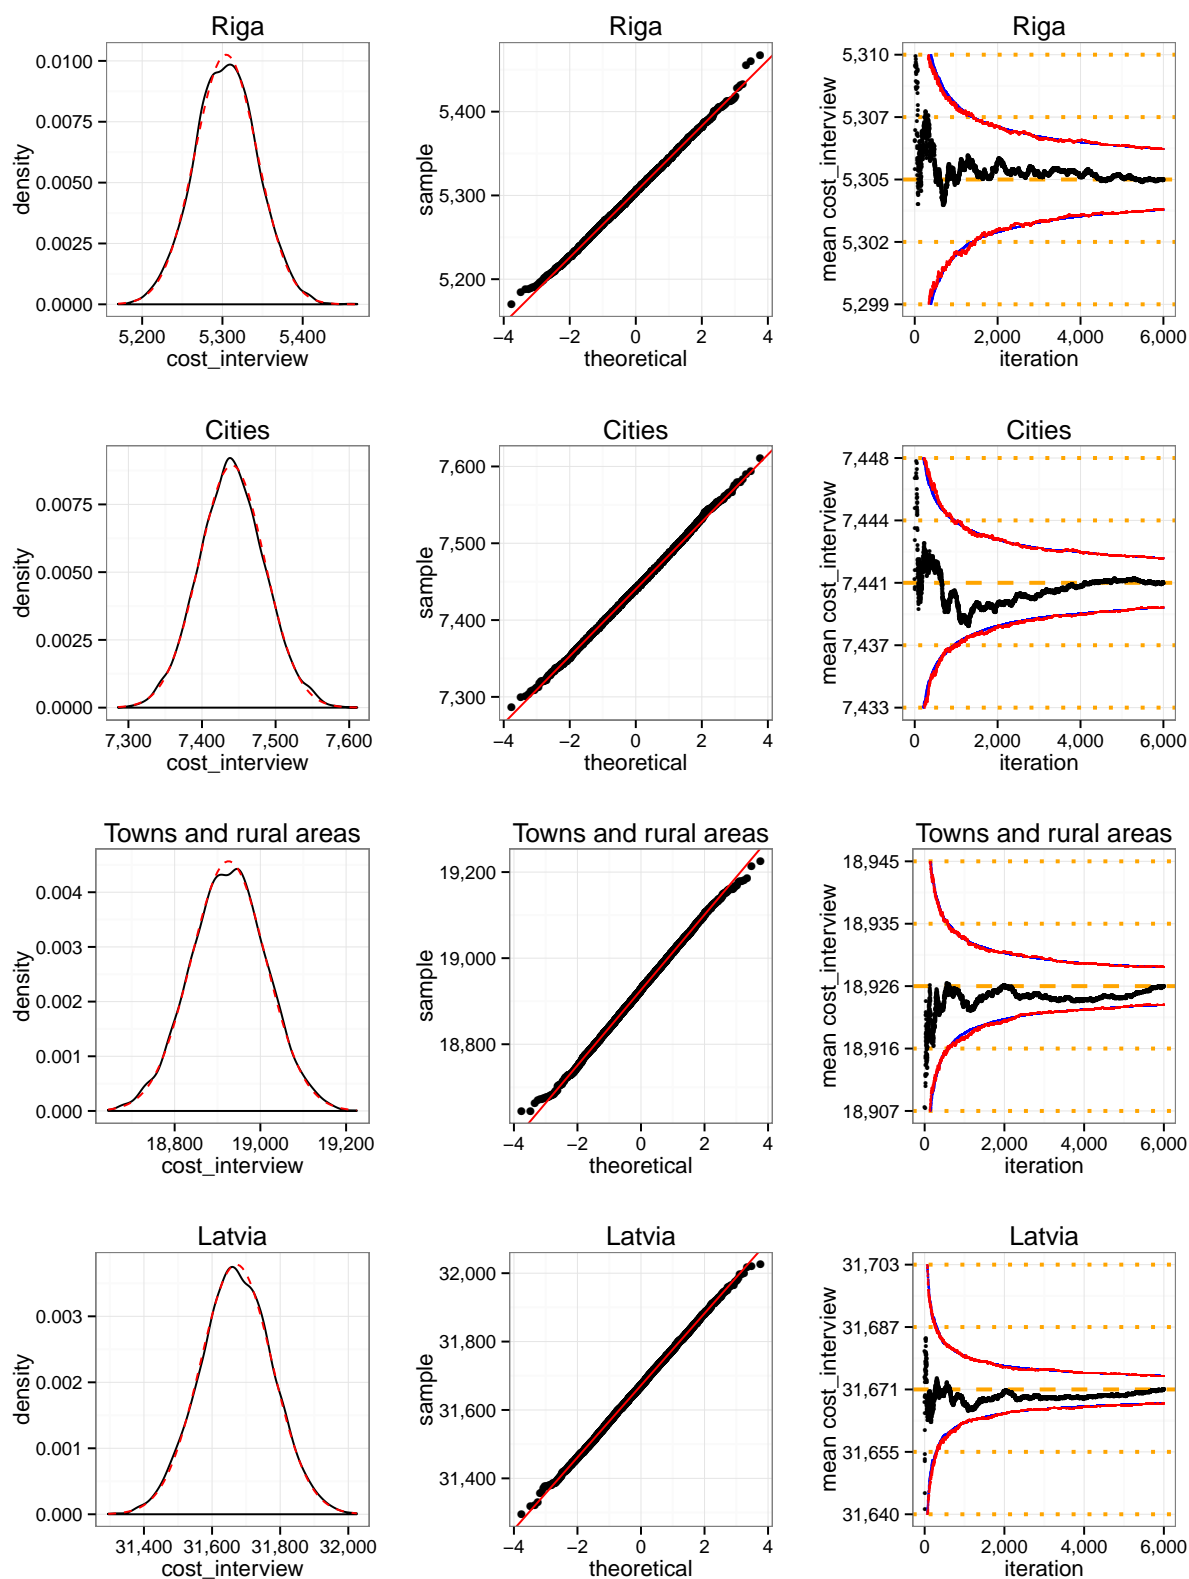 Riga
0.0100
0.0075
0.0050
0.0025
0.0000
density
5,200 5,300 5,400
cost_interview
Riga
5,400
5,300
5,200
sample
−4 −2 0 2 4
theoretical
Riga
5,310
5,307
5,305
5,302
5,299
mean cost_interview
0 2,000 4,000 6,000
iteration
Cities
0.0075
0.0050
0.0025
0.0000
density
7,300 7,400 7,500 7,600
cost_interview
Cities
7,600
7,500
7,400
7,300
sample
−4 −2 0 2 4
theoretical
Cities
7,448
7,444
7,441
7,437
7,433
mean cost_interview
0 2,000 4,000 6,000
iteration
Towns and rural areas
0.004
0.003
0.002
0.001
0.000
density
18,800 19,000 19,200
cost_interview
Towns and rural areas
19,200
19,000
18,800
sample
−4 −2 0 2 4
theoretical
Towns and rural areas
18,945
18,935
18,926
18,916
18,907
mean cost_interview
0 2,000 4,000 6,000
iteration
Latvia
0.003
0.002
0.001
0.000
density
31,400 31,600 31,800 32,000
cost_interview
Latvia
32,000
31,800
31,600
31,400
sample
−4 −2 0 2 4
theoretical
Latvia
31,703
31,687
31,671
31,655
31,640
mean cost_interview
0 2,000 4,000 6,000
iteration